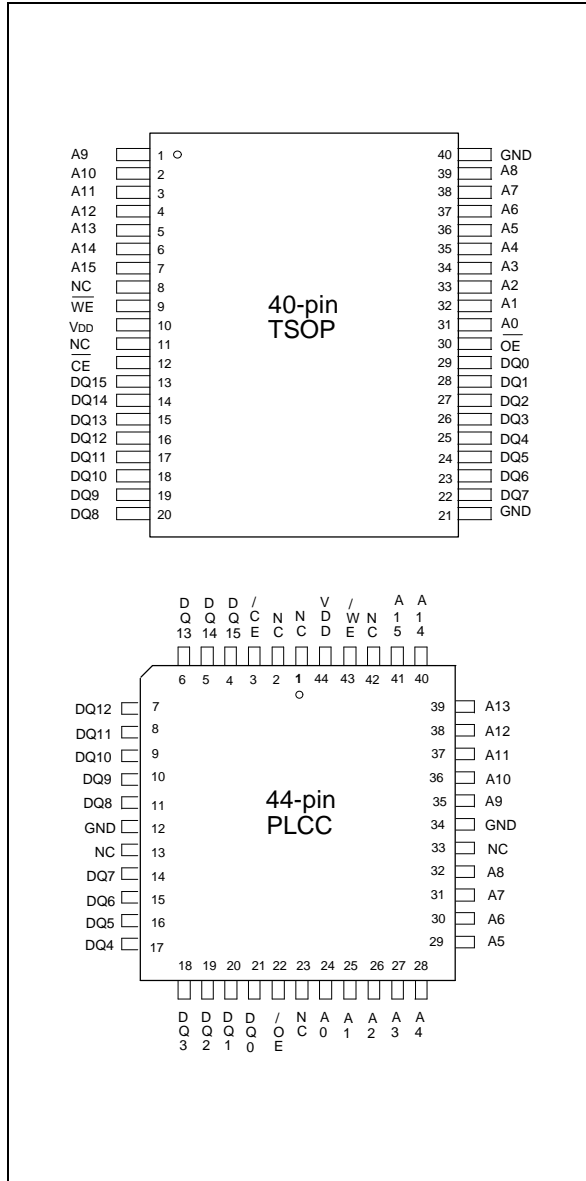 A9 1 40 GND
A10 2 39 A8
A11 3 38 A7
A12 4 37 A6
A13 5 36 A5
A14 6 35 A4
A15 7 34 A3
NC 8 33 A2
WE 9 32 A1
VDD 10 31 A0
NC 11 30 OE
CE 12 29 DQ0
DQ15 13 28 DQ1
DQ14 14 27 DQ2
DQ13 15 26 DQ3
DQ12 16 25 DQ4
DQ11 17 24 DQ5
DQ10 18 23 DQ6
DQ9 19 22 DQ7
DQ8 20 21 GND
40-pin
TSOP
DQ13 DQ14 DQ15 /CE NC NC VDD /WE NC A15 A14
6 5 4 3 2 1 44 43 42 41 40
DQ12 7 39 A13
DQ11 8 38 A12
DQ10 9 37 A11
DQ9 10 36 A10
DQ8 11 35 A9
GND 12 34 GND
NC 13 33 NC
DQ7 14 32 A8
DQ6 15 31 A7
DQ5 16 30 A6
DQ4 17 29 A5
44-pin
PLCC
18 19 20 21 22 23 24 25 26 27 28
DQ3 DQ2 DQ1 DQ0 /OE NC A0 A1 A2 A3 A4